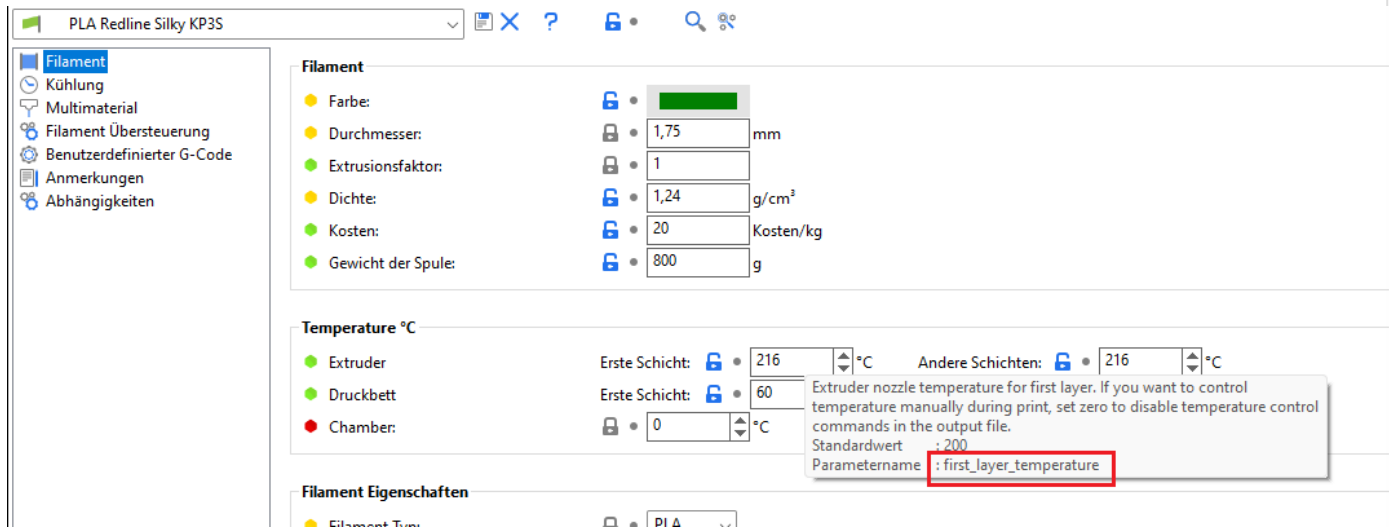 PLA Redline Silky KP3S
Filament
Kühlung
Multimaterial
Filament Übersteuerung
Benutzerdefinierter G-Code
Anmerkungen
Abhängigkeiten
Filament
Farbe:
Durchmesser: 1,75 mm
Extrusionsfaktor: 1
Dichte: 1,24 g/cm³
Kosten: 20 Kosten/kg
Gewicht der Spule: 800 g
Temperature °C
Extruder Erste Schicht: 216 °C Andere Schichten: 216 °C
Druckbett Erste Schicht: 60
Chamber: 0 °C
Extruder nozzle temperature for first layer. If you want to control
temperature manually during print, set zero to disable temperature control
commands in the output file.
Standardwert : 200
Parametername : first_layer_temperature
Filament Eigenschaften
Filament Typ: PLA